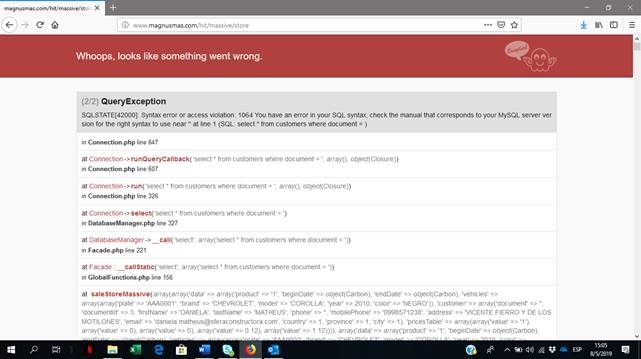 magnusmas.com/hit/massive/store
www.magnusmas.com/hit/massive/store
Whoops, looks like something went wrong.
Exception!
(2/2) QueryException
SQLSTATE[42000]: Syntax error or access violation: 1064 You have an error in your SQL syntax; check the manual that corresponds to your MySQL server ver
sion for the right syntax to use near '' at line 1 (SQL: select * from customers where document = )
in Connection.php line 647
at Connection->runQueryCallback('select * from customers where document = ', array(), object(Closure))
in Connection.php line 607
at Connection->run('select * from customers where document = ', array(), object(Closure))
in Connection.php line 326
at Connection->select('select * from customers where document = ')
in DatabaseManager.php line 327
at DatabaseManager->__call('select', array('select * from customers where document = '))
in Facade.php line 221
at Facade::__callStatic('select', array('select * from customers where document = '))
in GlobalFunctions.php line 156
at saleStoreMassive(array(array('data' => array('product' => '1', 'beginDate' => object(Carbon), 'endDate' => object(Carbon), 'vehicles' =>
array(array('plate' => 'AAA0001', 'brand' => 'CHEVROLET', 'model' => 'COROLLA', 'year' => 2010, 'color' => 'NEGRO')), 'customer' => array('document' => '',
'documentId' => 3, 'firstName' => 'DANIELA', 'lastName' => 'MATHEUS', 'phone' => '', 'mobilePhone' => '0998571238', 'address' => 'VICENTE FIERRO Y DE LOS
MOTILONES', 'email' => 'daniela.matheus@sferaconstructora.com', 'country' => 1, 'province' => 1, 'city' => 1), 'pricesTable' => array(array('value' => '1'),
array('value' => 0), array('value' => 0), array('value' => 0.12), array('value' => 1.12)))), array('data' => array('product' => '1', 'beginDate' => object(Carbon),
ESP
15:05
8/5/2019